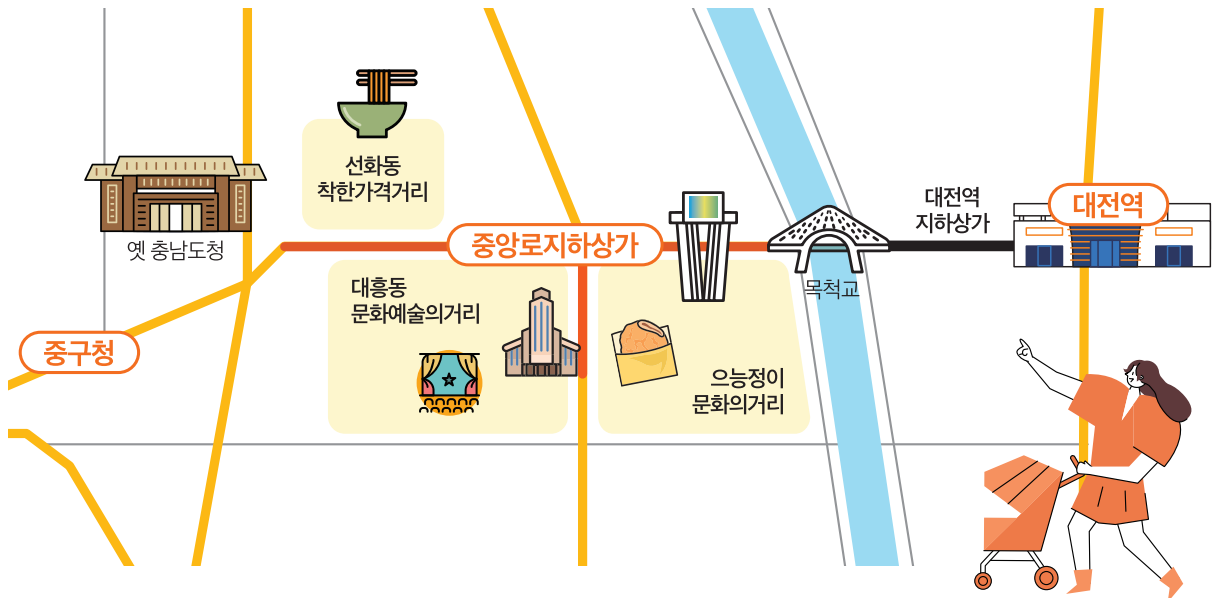 선화동
착한가격거리
옛 충남도청
중앙로지하상가
대전역
지하상가
대전역
목척교
대흥동
문화예술의거리
중구청
으능정이
문화의거리